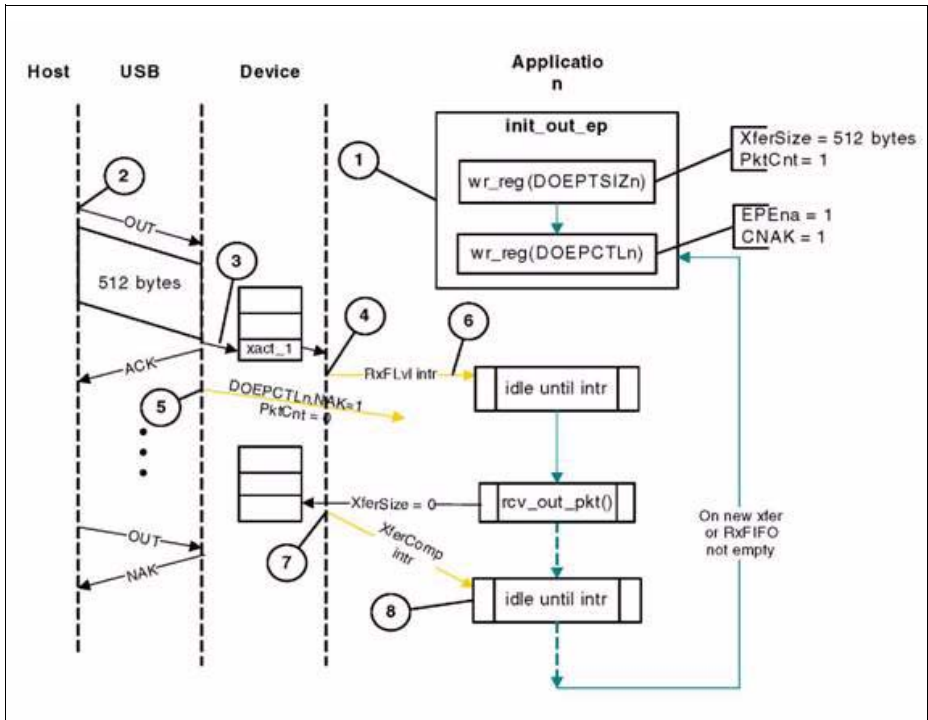 Host
USB
Device
Applicatio
n
init_out_ep
1
wr_reg(DOEPTSIZn)
XferSize = 512 bytes
PktCnt = 1
2
OUT
wr_reg(DOEPCTLn)
EPEna = 1
CNAK = 1
512 bytes
3
xact_1
4
6
ACK
RxFLvl intr
idle until intr
5
DOEPCTLn,NAK=1
PktCnt = 0
XferSize = 0
rcv_out_pkt()
On new xfer
or RxFIFO
not empty
OUT
NAK
7
XferComp
intr
8
idle until intr